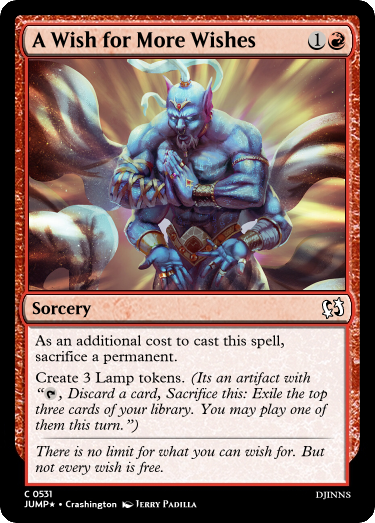 A Wish for More Wishes 1
Sorcery
As an additional cost to cast this spell,
sacrifice a permanent.
Create 3 Lamp tokens. (Its an artifact with
“, Discard a card, Sacrifice this: Exile the top
three cards of your library. You may play one of
them this turn.”)
There is no limit for what you can wish for. But
not every wish is free.
C 0531
DJINNS
JUMP★ • Crashington JERRY PADILLA